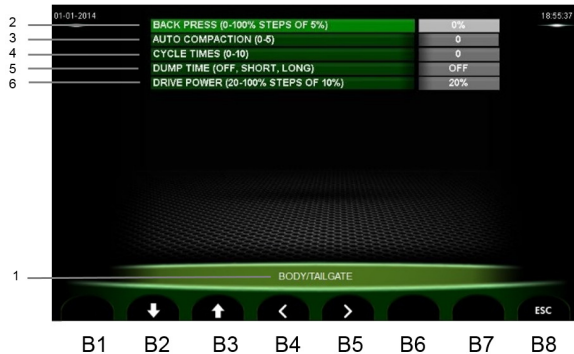 01-01-2014 18:55:37
2 BACK PRESS (0-100% STEPS OF 5%) 0%
3 AUTO COMPACTION (0-5) 0
4 CYCLE TIMES (0-10) 0
5 DUMP TIME (OFF, SHORT, LONG) OFF
6 DRIVE POWER (20-100% STEPS OF 10%) 20%
1 BODY/TAILGATE
ESC
B1 B2 B3 B4 B5 B6 B7 B8